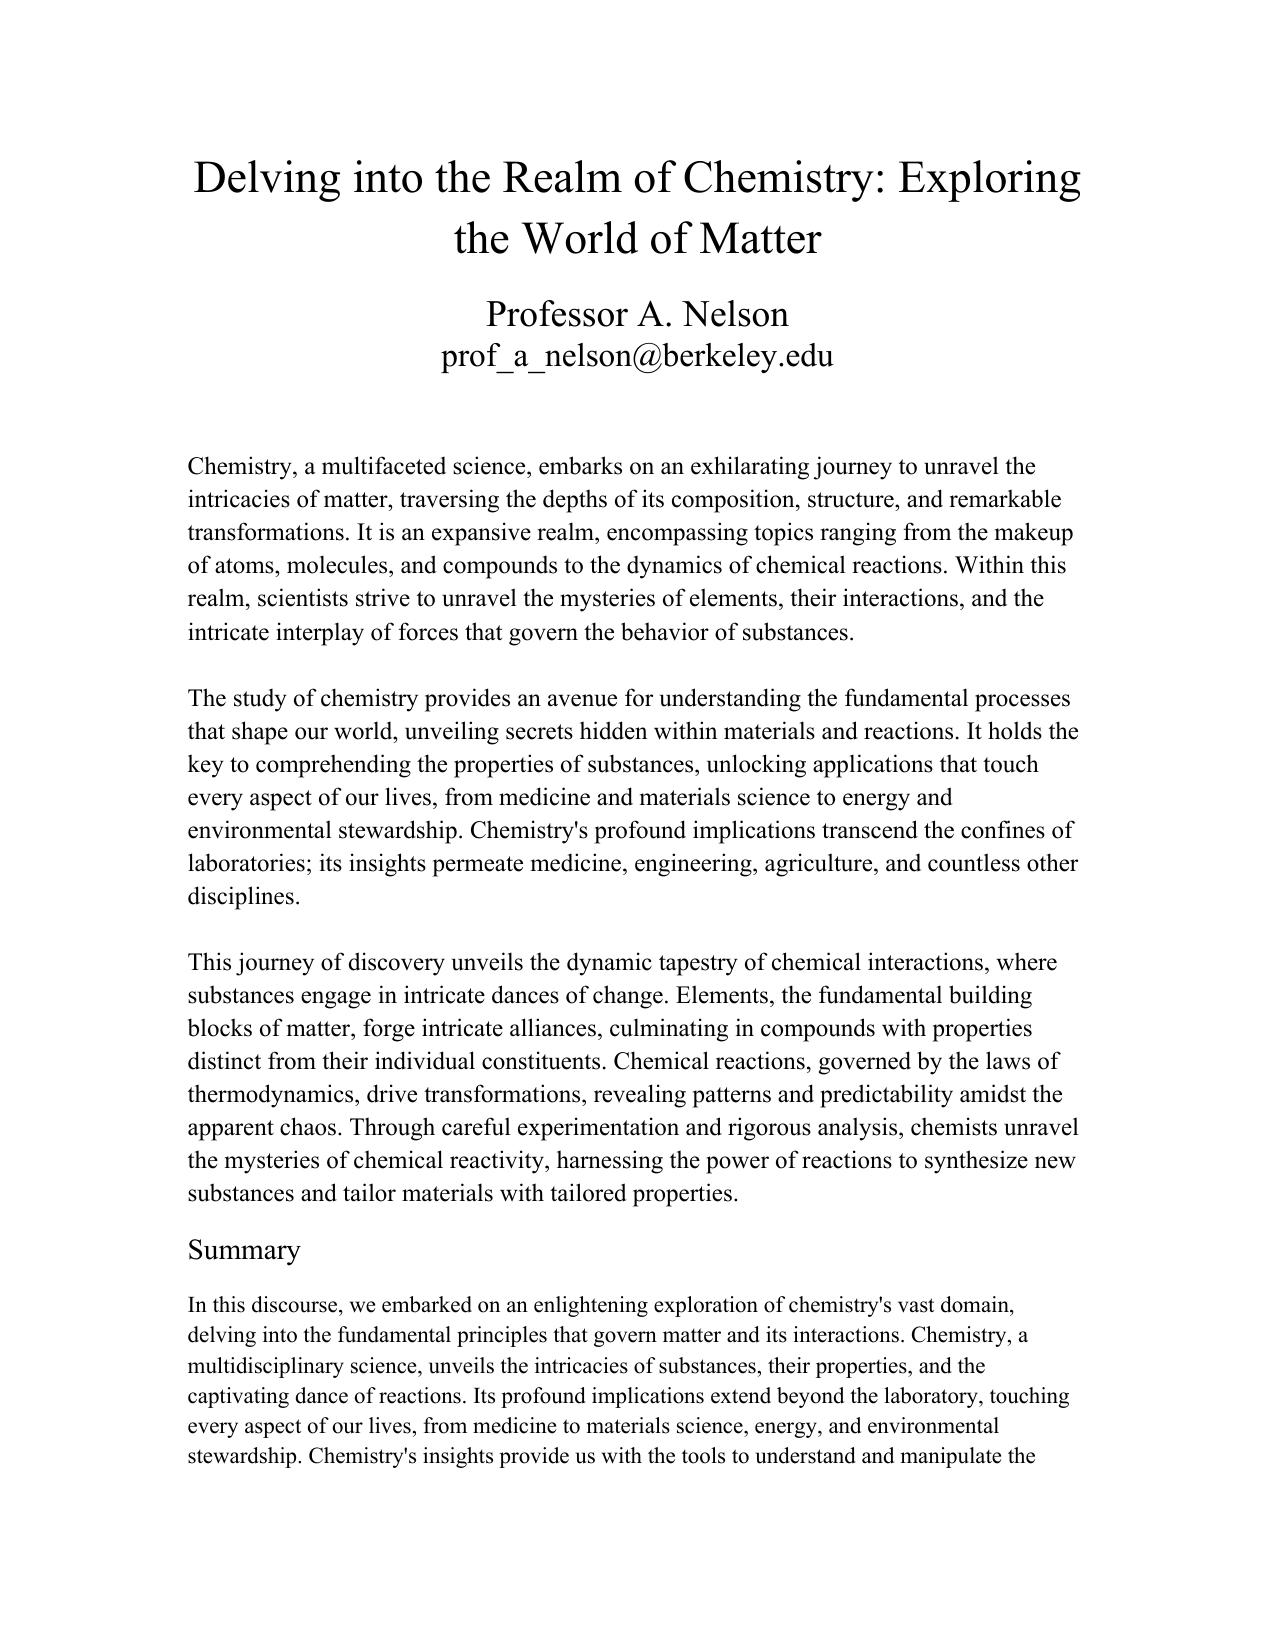 Delving into the Realm of Chemistry: Exploring
the World of Matter
Professor A. Nelson
prof_a_nelson@berkeley.edu
Chemistry, a multifaceted science, embarks on an exhilarating journey to unravel the
intricacies of matter, traversing the depths of its composition, structure, and remarkable
transformations. It is an expansive realm, encompassing topics ranging from the makeup
of atoms, molecules, and compounds to the dynamics of chemical reactions. Within this
realm, scientists strive to unravel the mysteries of elements, their interactions, and the
intricate interplay of forces that govern the behavior of substances.
The study of chemistry provides an avenue for understanding the fundamental processes
that shape our world, unveiling secrets hidden within materials and reactions. It holds the
key to comprehending the properties of substances, unlocking applications that touch
every aspect of our lives, from medicine and materials science to energy and
environmental stewardship. Chemistry's profound implications transcend the confines of
laboratories; its insights permeate medicine, engineering, agriculture, and countless other
disciplines.
This journey of discovery unveils the dynamic tapestry of chemical interactions, where
substances engage in intricate dances of change. Elements, the fundamental building
blocks of matter, forge intricate alliances, culminating in compounds with properties
distinct from their individual constituents. Chemical reactions, governed by the laws of
thermodynamics, drive transformations, revealing patterns and predictability amidst the
apparent chaos. Through careful experimentation and rigorous analysis, chemists unravel
the mysteries of chemical reactivity, harnessing the power of reactions to synthesize new
substances and tailor materials with tailored properties.
Summary
In this discourse, we embarked on an enlightening exploration of chemistry's vast domain,
delving into the fundamental principles that govern matter and its interactions. Chemistry, a
multidisciplinary science, unveils the intricacies of substances, their properties, and the
captivating dance of reactions. Its profound implications extend beyond the laboratory, touching
every aspect of our lives, from medicine to materials science, energy, and environmental
stewardship. Chemistry's insights provide us with the tools to understand and manipulate the